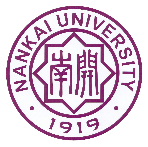 NANKAI UNIVERSITY
南開
· 1919 ·